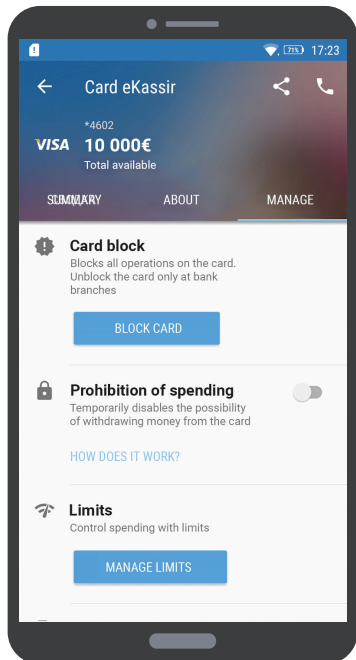 71%
17:23
Card eKassir
*4602
VISA 10 000€
Total available
SUMMARY ABOUT MANAGE
Card block
Blocks all operations on the card.
Unblock the card only at bank
branches
BLOCK CARD
Prohibition of spending
Temporarily disables the possibility
of withdrawing money from the card
HOW DOES IT WORK?
Limits
Control spending with limits
MANAGE LIMITS